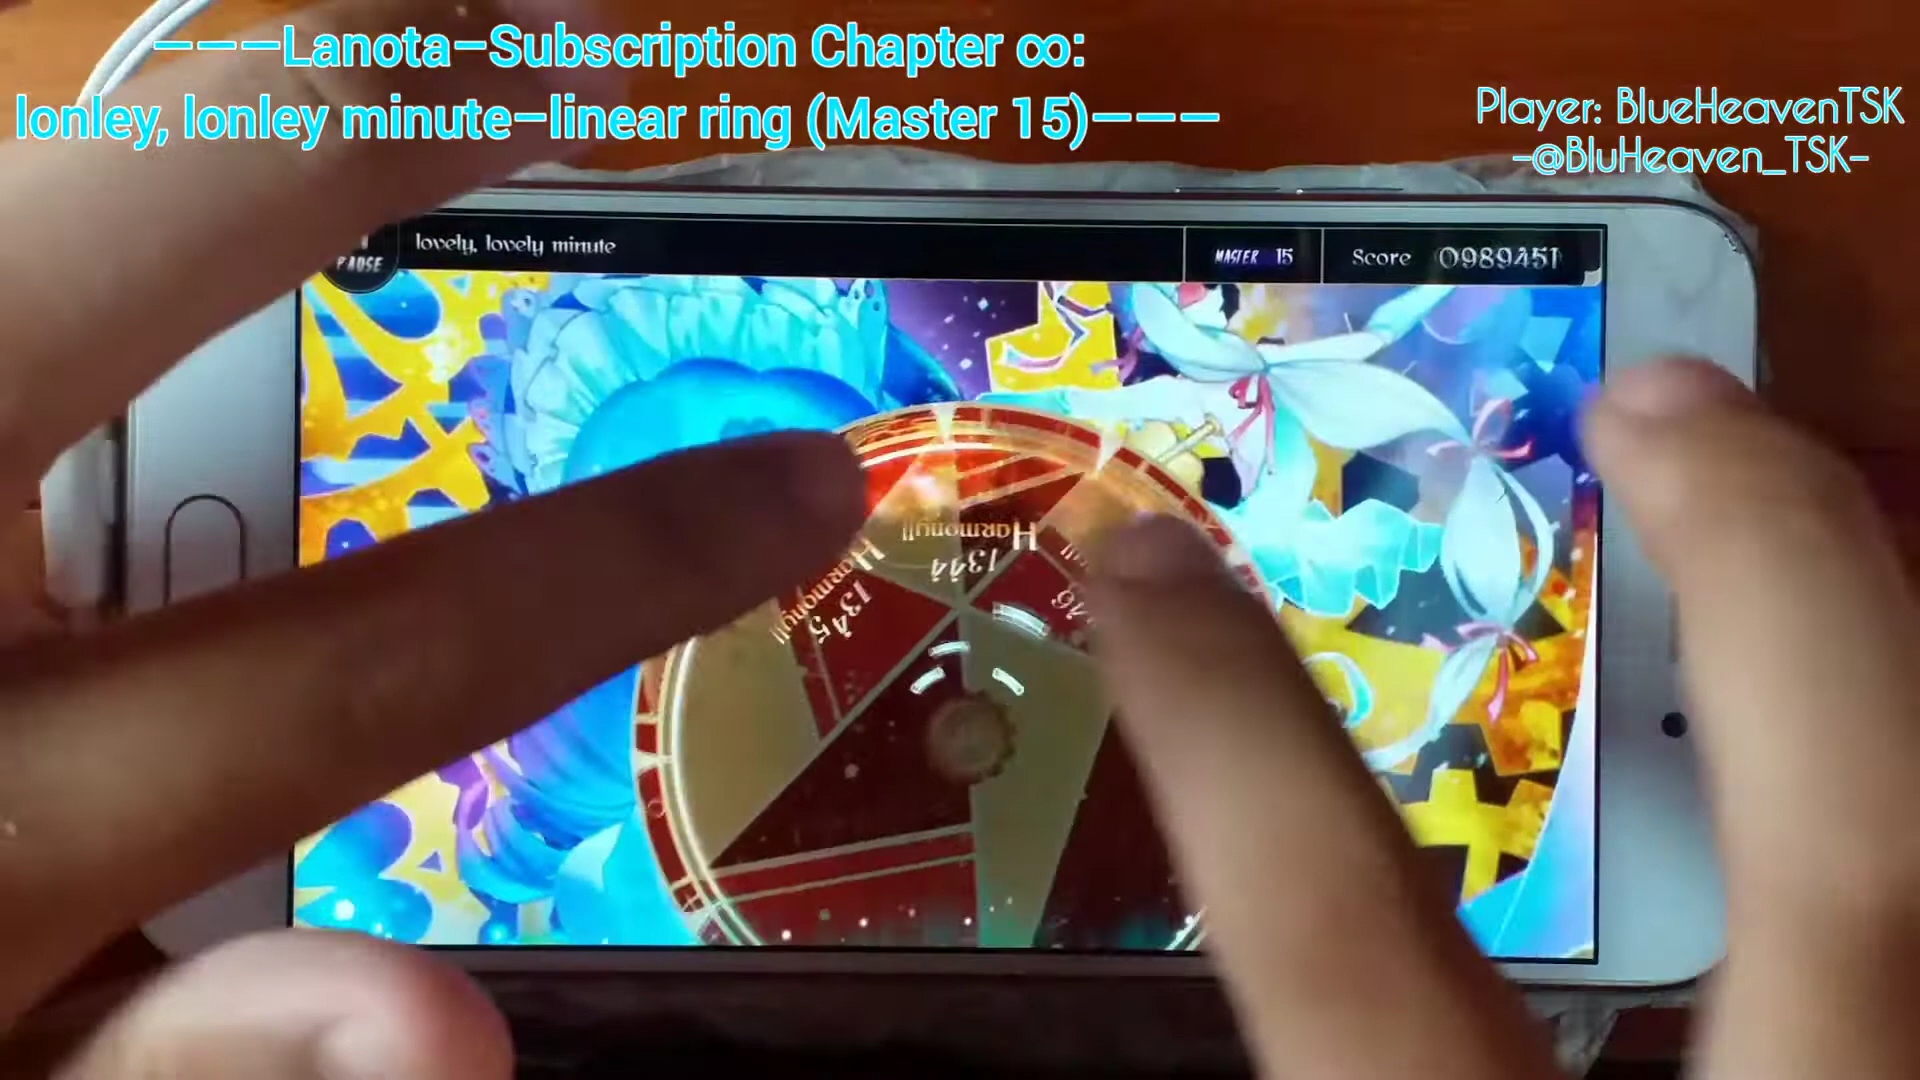 ———Lanota—Subscription Chapter ∞:
lonley, lonley minute—linear ring (Master 15)———
Player: BlueHeavenTSK
-@BluHeaven_TSK-
PAUSE
lovely, lovely minute
MASTER 15
Score 0989451
Harmony!!
1344
Harmony!!
1345